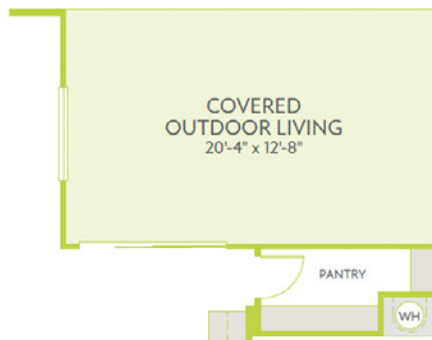 COVERED
OUTDOOR LIVING
20'-4" x 12'-8"
PANTRY
WH